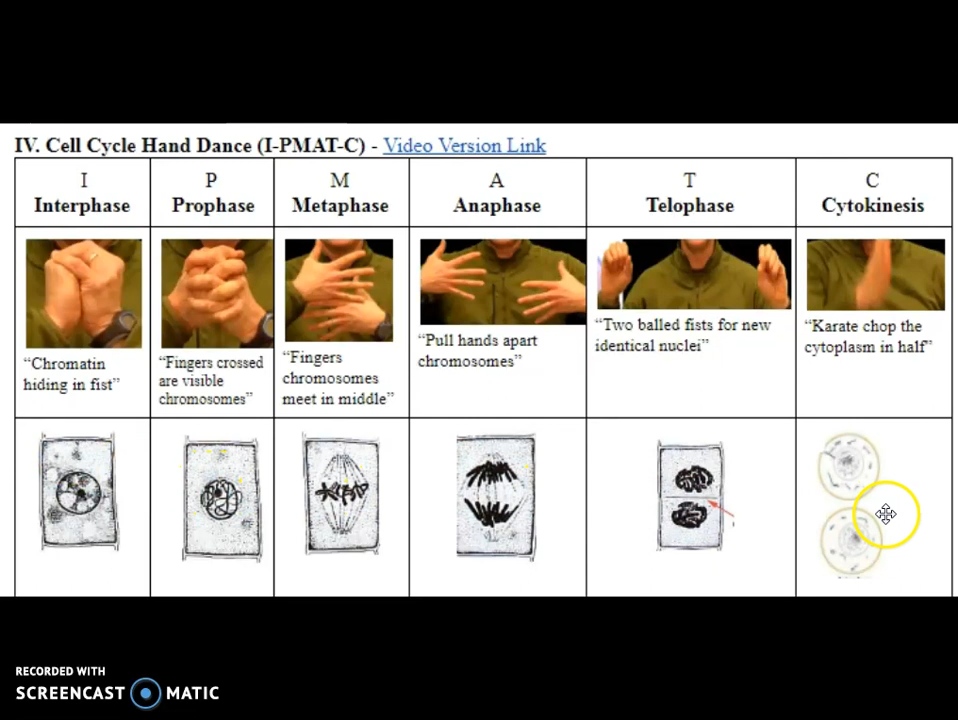 IV. Cell Cycle Hand Dance (I-PMAT-C) - Video Version Link
I
Interphase
P
Prophase
M
Metaphase
A
Anaphase
T
Telophase
C
Cytokinesis
“Chromatin
hiding in fist”
“Fingers crossed
are visible
chromosomes”
“Fingers
chromosomes
meet in middle”
“Pull hands apart
chromosomes”
“Two balled fists for new
identical nuclei”
“Karate chop the
cytoplasm in half”
RECORDED WITH
SCREENCAST MATIC